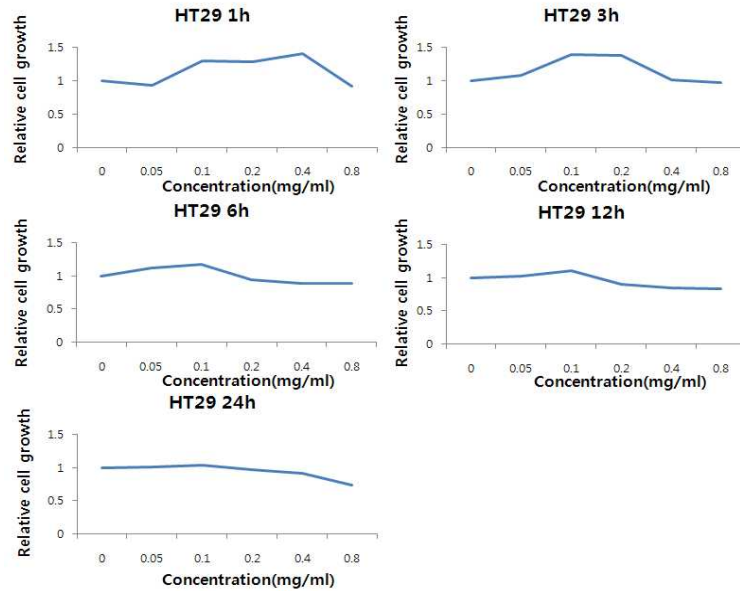 HT29 1h
Relative cell growth
1.5
1
0.5
0
0 0.05 0.1 0.2 0.4 0.8
Concentration(mg/ml)
HT29 3h
Relative cell growth
1.5
1
0.5
0
0 0.05 0.1 0.2 0.4 0.8
Concentration(mg/ml)
HT29 6h
Relative cell growth
1.5
1
0.5
0
0 0.05 0.1 0.2 0.4 0.8
Concentration(mg/ml)
HT29 12h
Relative cell growth
1.5
1
0.5
0
0 0.05 0.1 0.2 0.4 0.8
Concentration(mg/ml)
HT29 24h
Relative cell growth
1.5
1
0.5
0
0 0.05 0.1 0.2 0.4 0.8
Concentration(mg/ml)